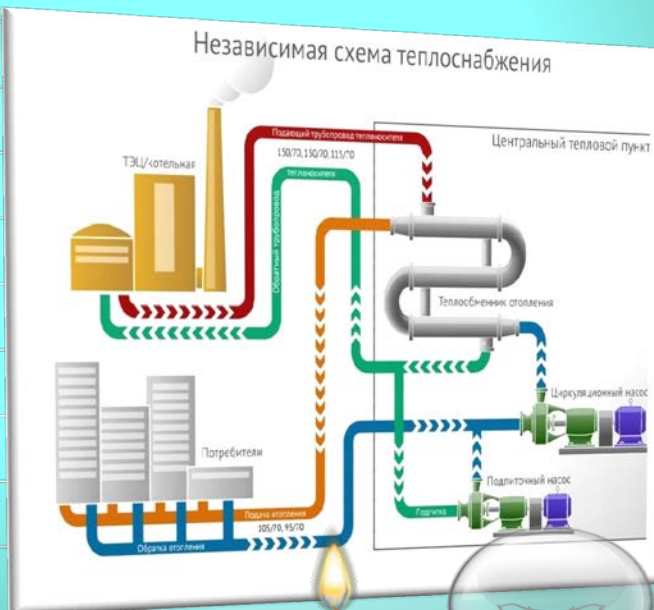 Независимая схема теплоснабжения
ТЭЦ/котельная
Подающий трубопровод теплоносителя
150/70, 130/70, 115/70
Обратный трубопровод
теплоносителя
Центральный тепловой пункт
Теплообменник отопления
Циркуляционный насос
Потребители
Подпиточный насос
Подпитка
Подача отопления
105/70, 95/70
Обратка отопления